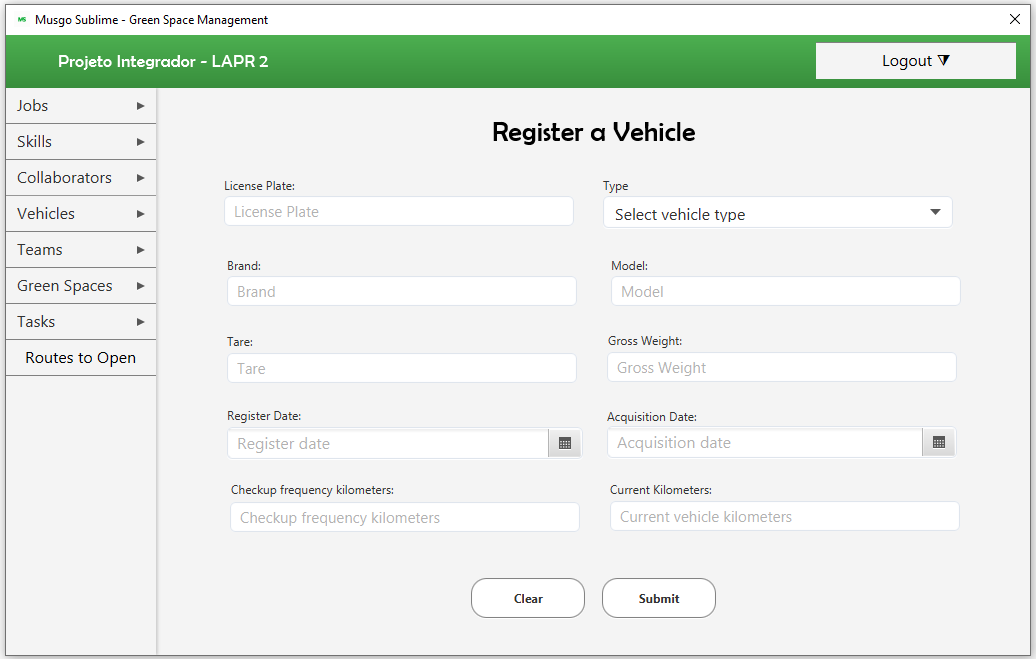 MS Musgo Sublime - Green Space Management
Projeto Integrador - LAPR 2
Logout
Jobs
Skills
Collaborators
Vehicles
Teams
Green Spaces
Tasks
Routes to Open
Register a Vehicle
License Plate:
License Plate
Type
Select vehicle type
Brand:
Brand
Model:
Model
Tare:
Tare
Gross Weight:
Gross Weight
Register Date:
Register date
Acquisition Date:
Acquisition date
Checkup frequency kilometers:
Checkup frequency kilometers
Current Kilometers:
Current vehicle kilometers
Clear
Submit